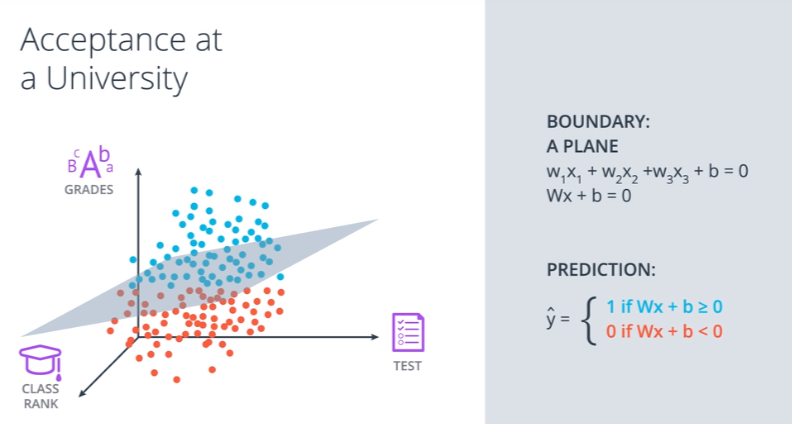 Acceptance at
a University
B c A b a
GRADES
TEST
CLASS
RANK
BOUNDARY:
A PLANE
w₁x₁ + w₂x₂ +w₃x₃ + b = 0
Wx + b = 0
PREDICTION:
ŷ = { 1 if Wx + b ≥ 0
0 if Wx + b < 0